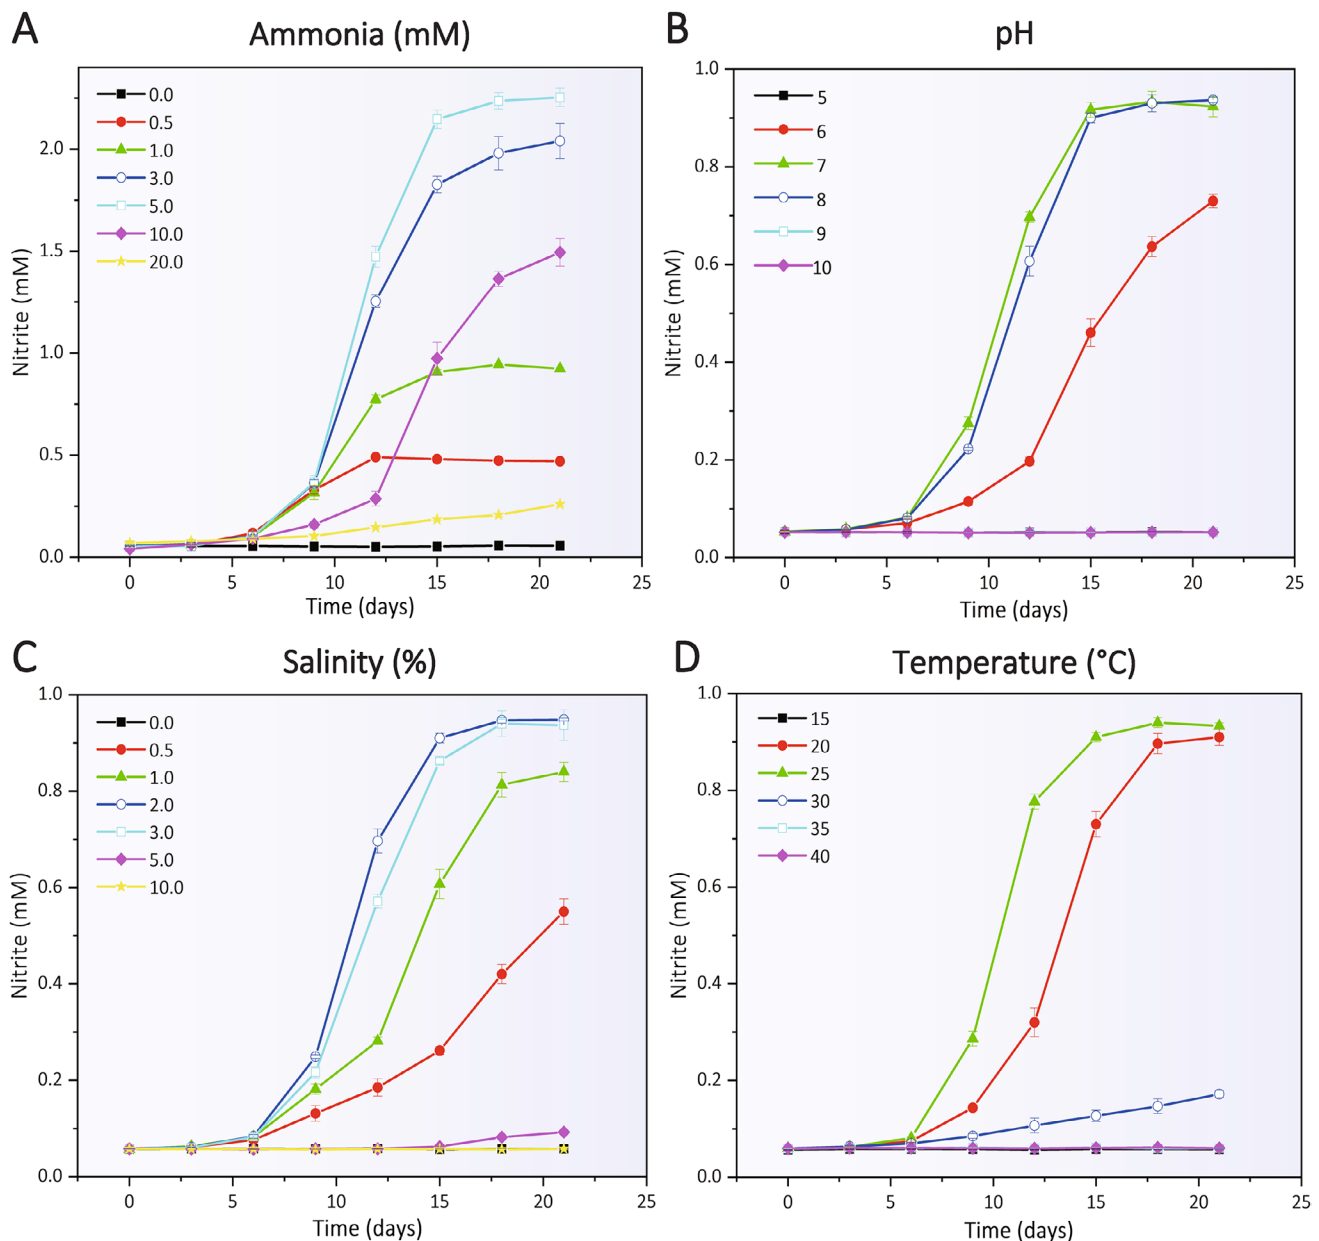 A
Ammonia (mM)
0.0
0.5
1.0
3.0
5.0
10.0
20.0
2.0
1.5
1.0
0.5
0.0
Nitrite (mM)
0 5 10 15 20 25
Time (days)
B
pH
5
6
7
8
9
10
1.0
0.8
0.6
0.4
0.2
0.0
Nitrite (mM)
0 5 10 15 20 25
Time (days)
C
Salinity (%)
0.0
0.5
1.0
2.0
3.0
5.0
10.0
1.0
0.8
0.6
0.4
0.2
0.0
Nitrite (mM)
0 5 10 15 20 25
Time (days)
D
Temperature (°C)
15
20
25
30
35
40
1.0
0.8
0.6
0.4
0.2
0.0
Nitrite (mM)
0 5 10 15 20 25
Time (days)